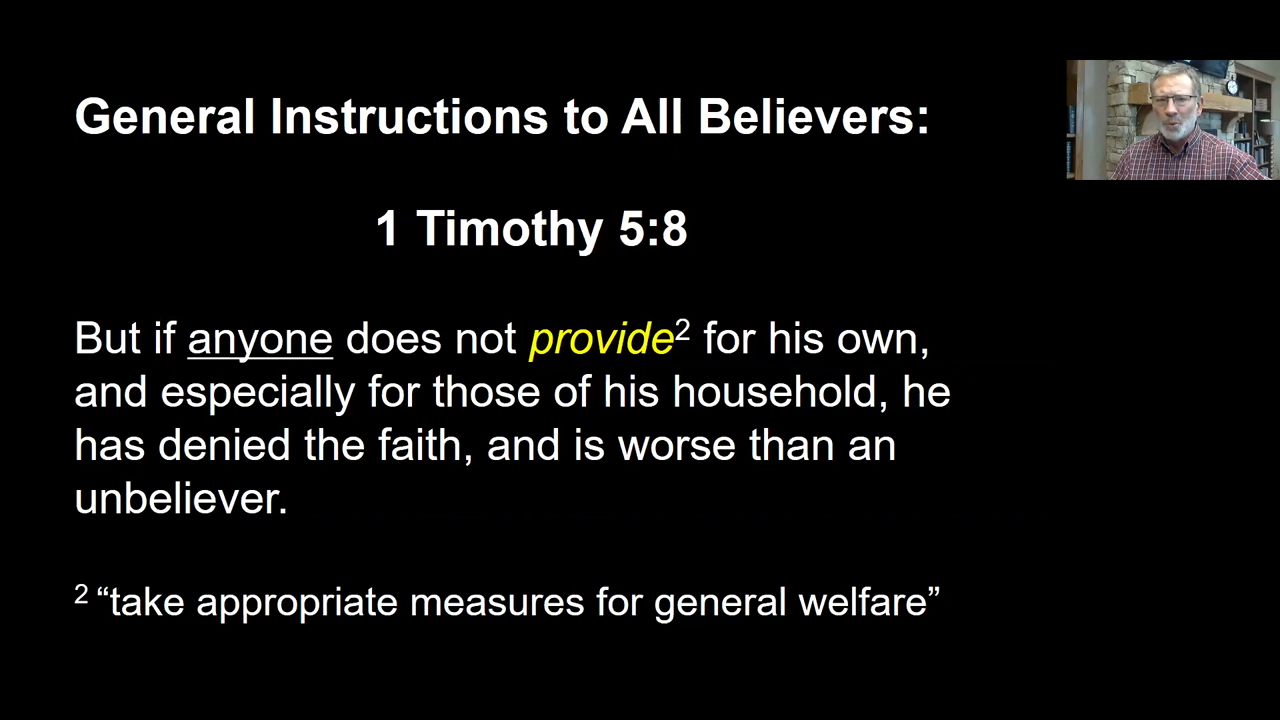 General Instructions to All Believers:
1 Timothy 5:8
But if anyone does not provide² for his own,
and especially for those of his household, he
has denied the faith, and is worse than an
unbeliever.
² “take appropriate measures for general welfare”